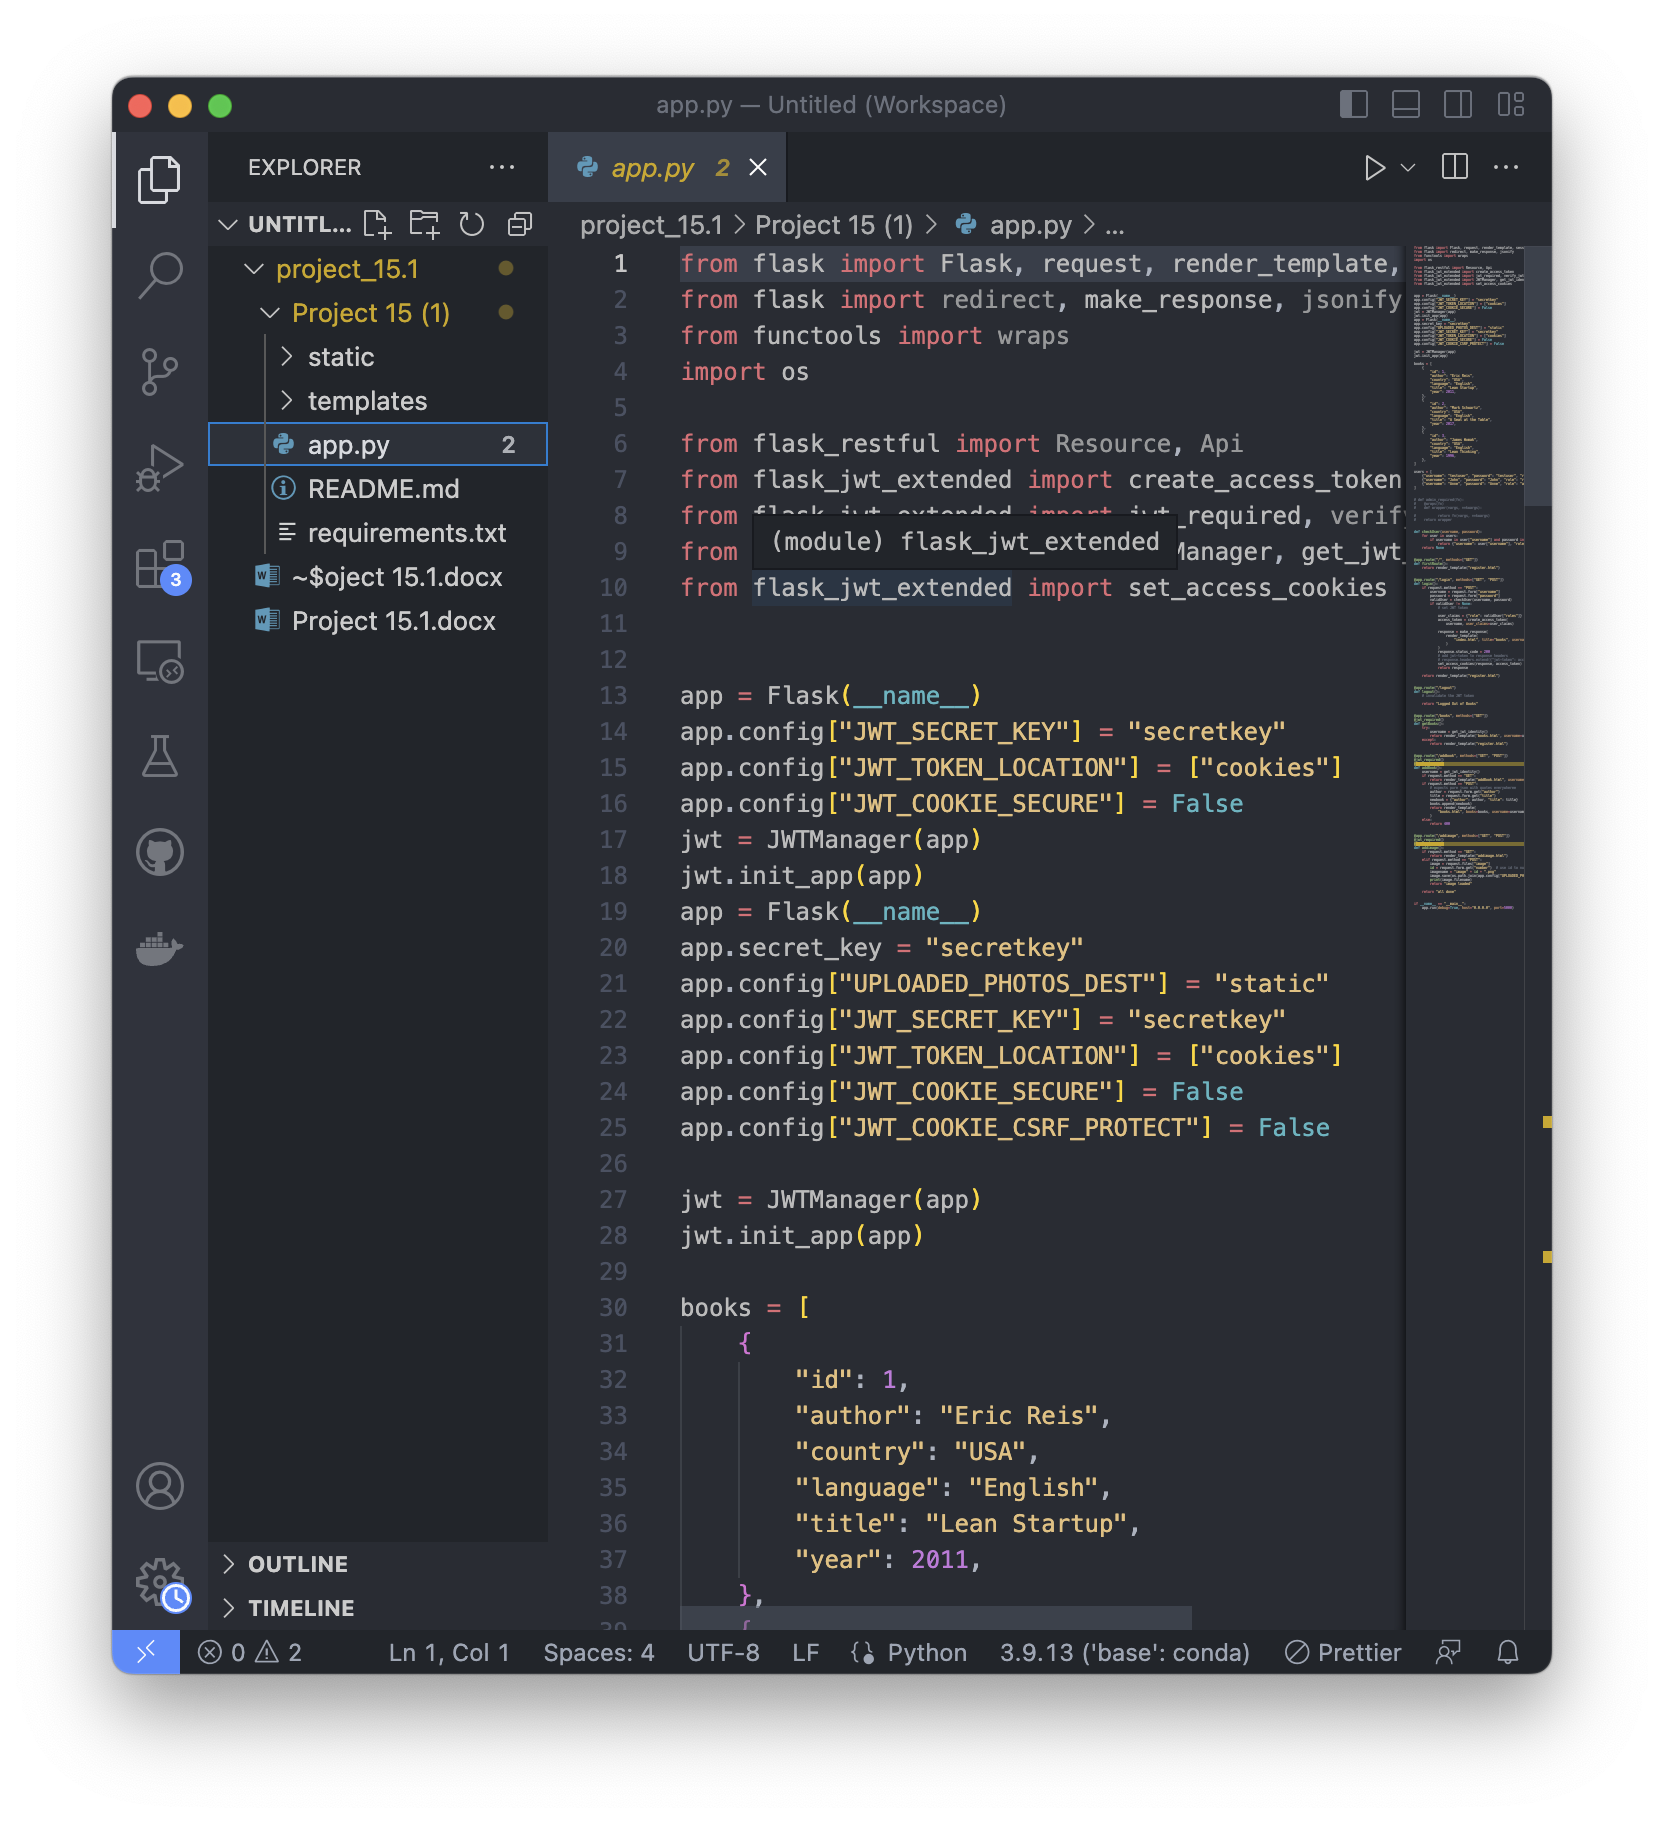 app.py — Untitled (Workspace)
EXPLORER
app.py 2
UNTITL...
project_15.1 > Project 15 (1) > app.py > ...
project_15.1
Project 15 (1)
static
templates
app.py 2
README.md
requirements.txt
~$oject 15.1.docx
Project 15.1.docx
3
OUTLINE
TIMELINE
1 from flask import Flask, request, render_template,
2 from flask import redirect, make_response, jsonify
3 from functools import wraps
4 import os
5
6 from flask_restful import Resource, Api
7 from flask_jwt_extended import create_access_token
8 from flask_jwt_extended import jwt_required, verify
(module) flask_jwt_extended
9 from Manager, get_jwt_
10 from flask_jwt_extended import set_access_cookies
11
12
13 app = Flask(__name__)
14 app.config["JWT_SECRET_KEY"] = "secretkey"
15 app.config["JWT_TOKEN_LOCATION"] = ["cookies"]
16 app.config["JWT_COOKIE_SECURE"] = False
17 jwt = JWTManager(app)
18 jwt.init_app(app)
19 app = Flask(__name__)
20 app.secret_key = "secretkey"
21 app.config["UPLOADED_PHOTOS_DEST"] = "static"
22 app.config["JWT_SECRET_KEY"] = "secretkey"
23 app.config["JWT_TOKEN_LOCATION"] = ["cookies"]
24 app.config["JWT_COOKIE_SECURE"] = False
25 app.config["JWT_COOKIE_CSRF_PROTECT"] = False
26
27 jwt = JWTManager(app)
28 jwt.init_app(app)
29
30 books = [
31 {
32 "id": 1,
33 "author": "Eric Reis",
34 "country": "USA",
35 "language": "English",
36 "title": "Lean Startup",
37 "year": 2011,
38 },
39 {
0 2 Ln 1, Col 1 Spaces: 4 UTF-8 LF Python 3.9.13 ('base': conda) Prettier